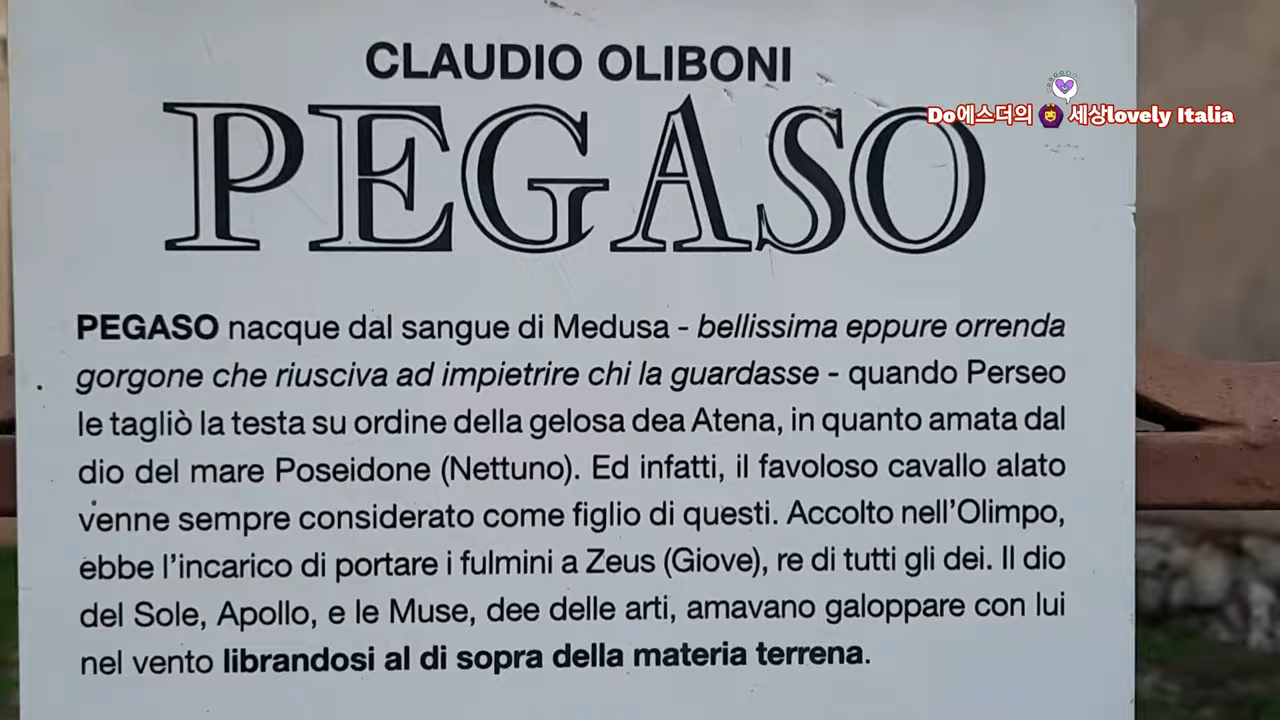 CLAUDIO OLIBONI
PEGASO
Do에스더의 세상lovely Italia
PEGASO nacque dal sangue di Medusa - bellissima eppure orrenda
gorgone che riusciva ad impietrire chi la guardasse - quando Perseo
le tagliò la testa su ordine della gelosa dea Atena, in quanto amata dal
dio del mare Poseidone (Nettuno). Ed infatti, il favoloso cavallo alato
venne sempre considerato come figlio di questi. Accolto nell'Olimpo,
ebbe l'incarico di portare i fulmini a Zeus (Giove), re di tutti gli dei. Il dio
del Sole, Apollo, e le Muse, dee delle arti, amavano galoppare con lui
nel vento librandosi al di sopra della materia terrena.